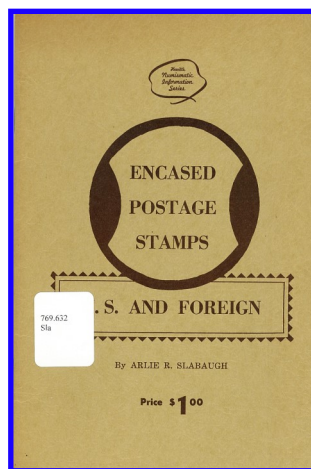 Hewitt
Numismatic
Information
Series
ENCASED
POSTAGE
STAMPS
. S. AND FOREIGN
769.632
Sla
By ARLIE R. SLABAUGH
Price $1.00